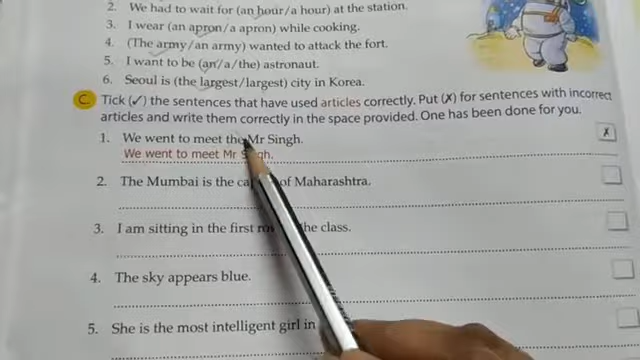 2. We had to wait for (an hour/a hour) at the station.
3. I wear (an apron/a apron) while cooking.
4. (The army/an army) wanted to attack the fort.
5. I want to be (an/a/the) astronaut.
6. Seoul is (the largest/largest) city in Korea.
C. Tick (✓) the sentences that have used articles correctly. Put (✗) for sentences with incorrect
articles and write them correctly in the space provided. One has been done for you.
1. We went to meet the Mr Singh. ✗
We went to meet Mr Singh.
2. The Mumbai is the of Maharashtra.
3. I am sitting in the first the class.
4. The sky appears blue.
5. She is the most intelligent girl in